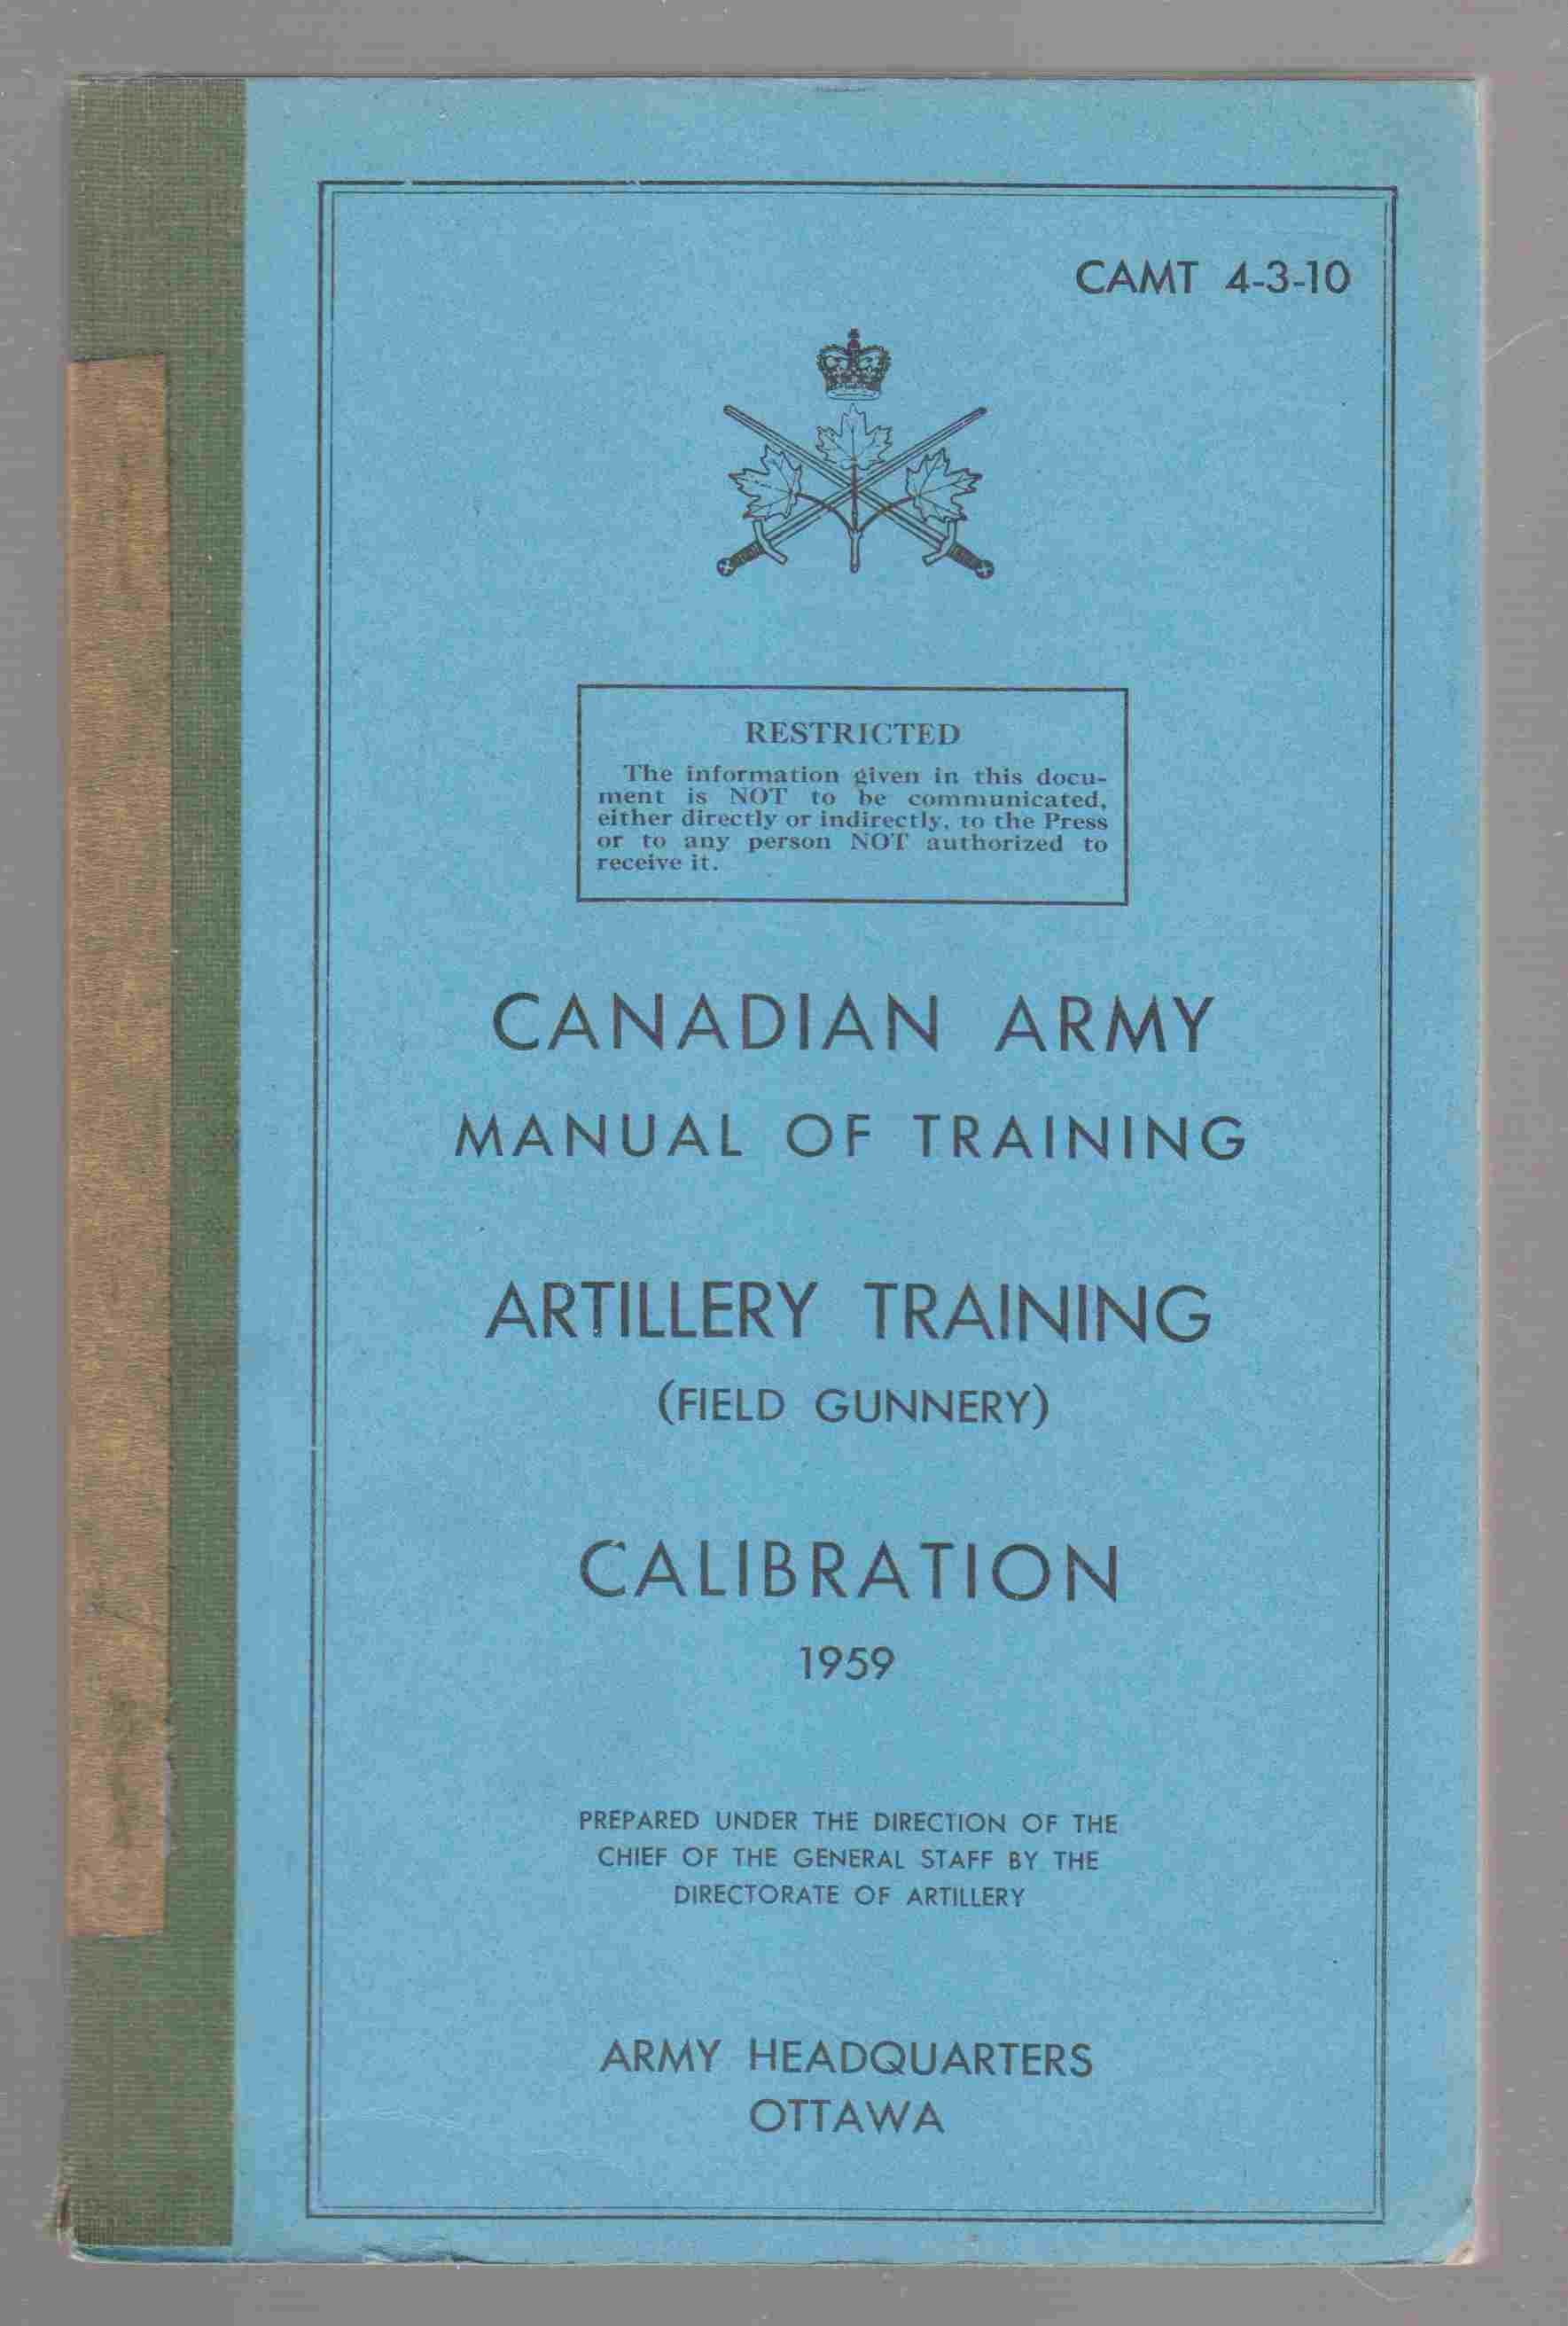 CAMT 4-3-10
RESTRICTED
The information given in this docu-
ment is NOT to be communicated,
either directly or indirectly, to the Press
or to any person NOT authorized to
receive it.
CANADIAN ARMY
MANUAL OF TRAINING
ARTILLERY TRAINING
(FIELD GUNNERY)
CALIBRATION
1959
PREPARED UNDER THE DIRECTION OF THE
CHIEF OF THE GENERAL STAFF BY THE
DIRECTORATE OF ARTILLERY
ARMY HEADQUARTERS
OTTAWA